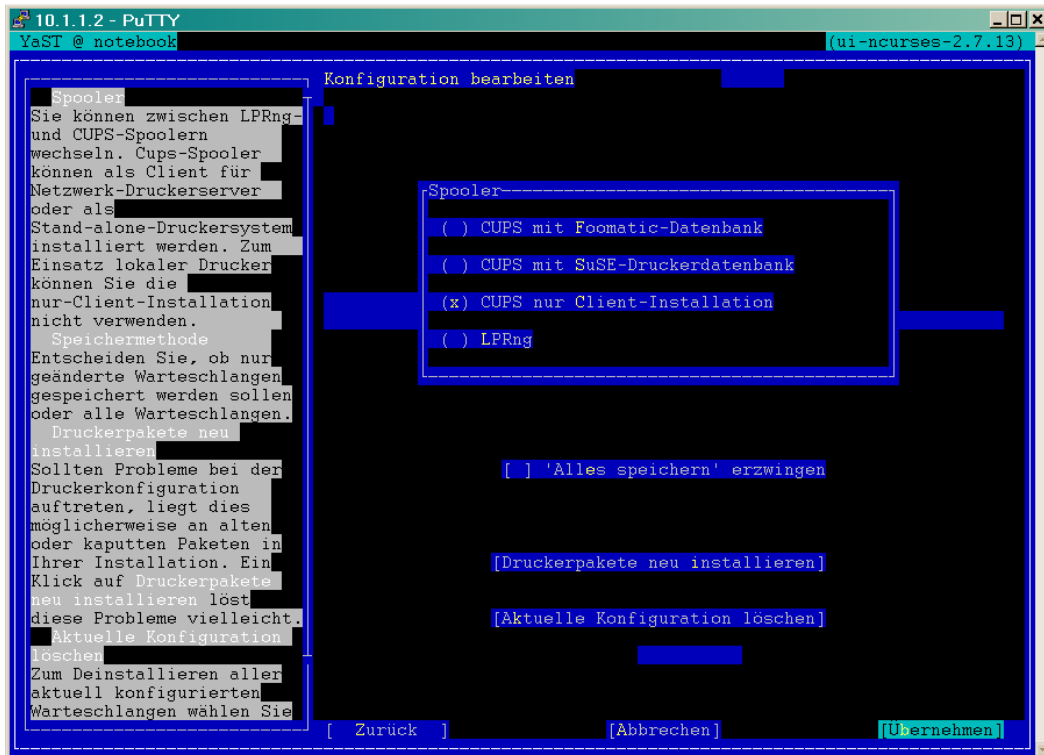 10.1.1.2 - PuTTY
YaST @ notebook (ui-ncurses-2.7.13)
Spooler
Sie können zwischen LPRng-
und CUPS-Spoolern
wechseln. Cups-Spooler
können als Client für
Netzwerk-Druckerserver
oder als
Stand-alone-Druckersystem
installiert werden. Zum
Einsatz lokaler Drucker
können Sie die
nur-Client-Installation
nicht verwenden.
Speichermethode
Entscheiden Sie, ob nur
geänderte Warteschlangen
gespeichert werden sollen
oder alle Warteschlangen.
Druckerpakete neu
installieren
Sollten Probleme bei der
Druckerkonfiguration
auftreten, liegt dies
möglicherweise an alten
oder kaputten Paketen in
Ihrer Installation. Ein
Klick auf Druckerpakete
neu installieren löst
diese Probleme vielleicht.
Aktuelle Konfiguration
löschen
Zum Deinstallieren aller
aktuell konfigurierten
Warteschlangen wählen Sie
Konfiguration bearbeiten
Spooler
( ) CUPS mit Foomatic-Datenbank
( ) CUPS mit SuSE-Druckerdatenbank
(x) CUPS nur Client-Installation
( ) LPRng
[ ] 'Alles speichern' erzwingen
[Druckerpakete neu installieren]
[Aktuelle Konfiguration löschen]
[ Zurück ] [Abbrechen] [Übernehmen]